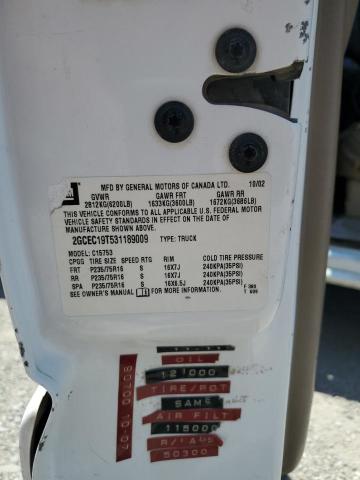 GM
MFD BY GENERAL MOTORS OF CANADA LTD. 10/02
GVWR GAWR FRT GAWR RR
2812KG(6200LB) 1633KG(3600LB) 1672KG(3686LB)
THIS VEHICLE CONFORMS TO ALL APPLICABLE U.S. FEDERAL MOTOR
VEHICLE SAFETY STANDARDS IN EFFECT ON THE DATE OF
MANUFACTURE SHOWN ABOVE.
2GCEC19T531189009 TYPE: TRUCK
MODEL: C15753
CPGG TIRE SIZE SPEED RTG RIM COLD TIRE PRESSURE
FRT P235/75R16 S 16X7J 240KPA(35PSI)
RR P235/75R16 S 16X7J 240KPA(35PSI)
SPA P235/75R16 S 16X6.5J 240KPA(35PSI)
SEE OWNER'S MANUAL FOR MORE INFORMATION.
OIL
121000
TIRE/ROT
SAME
AIR FILT
115000
50300
80700 10-07